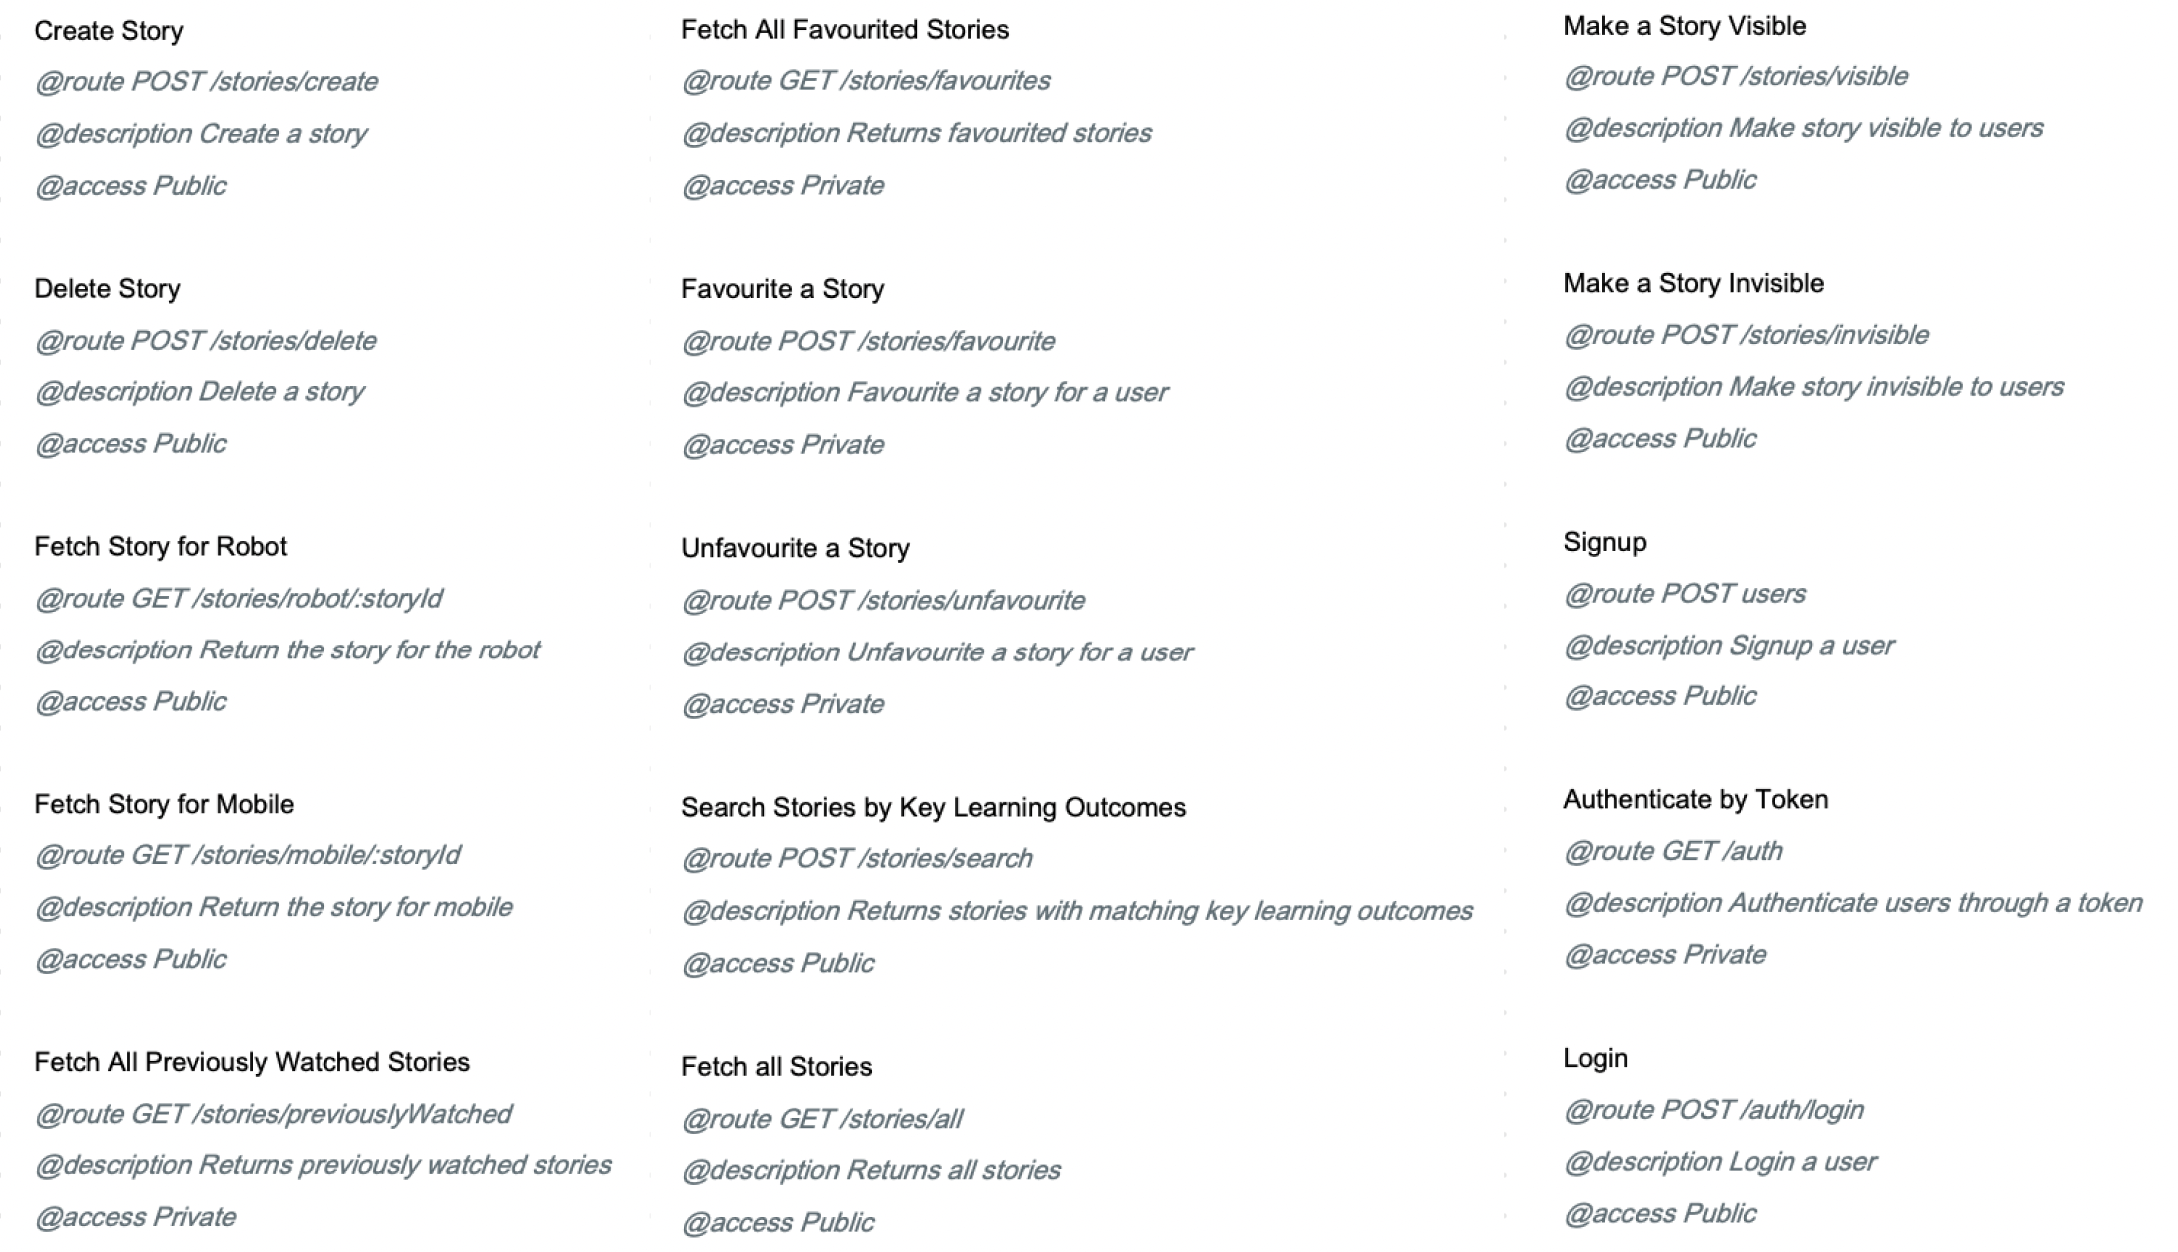 Create Story
@route POST /stories/create
@description Create a story
@access Public
Delete Story
@route POST /stories/delete
@description Delete a story
@access Public
Fetch Story for Robot
@route GET /stories/robot/:storyId
@description Return the story for the robot
@access Public
Fetch Story for Mobile
@route GET /stories/mobile/:storyId
@description Return the story for mobile
@access Public
Fetch All Previously Watched Stories
@route GET /stories/previouslyWatched
@description Returns previously watched stories
@access Private
Fetch All Favourited Stories
@route GET /stories/favourites
@description Returns favourited stories
@access Private
Favourite a Story
@route POST /stories/favourite
@description Favourite a story for a user
@access Private
Unfavourite a Story
@route POST /stories/unfavourite
@description Unfavourite a story for a user
@access Private
Search Stories by Key Learning Outcomes
@route POST /stories/search
@description Returns stories with matching key learning outcomes
@access Public
Fetch all Stories
@route GET /stories/all
@description Returns all stories
@access Public
Make a Story Visible
@route POST /stories/visible
@description Make story visible to users
@access Public
Make a Story Invisible
@route POST /stories/invisible
@description Make story invisible to users
@access Public
Signup
@route POST users
@description Signup a user
@access Public
Authenticate by Token
@route GET /auth
@description Authenticate users through a token
@access Private
Login
@route POST /auth/login
@description Login a user
@access Public